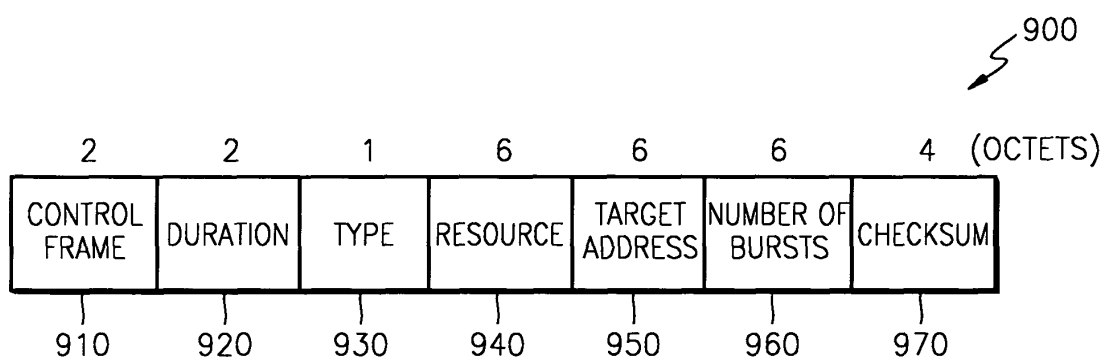 900
2 2 1 6 6 6 4 (OCTETS)
CONTROL FRAME
DURATION
TYPE
RESOURCE
TARGET ADDRESS
NUMBER OF BURSTS
CHECKSUM
910 920 930 940 950 960 970